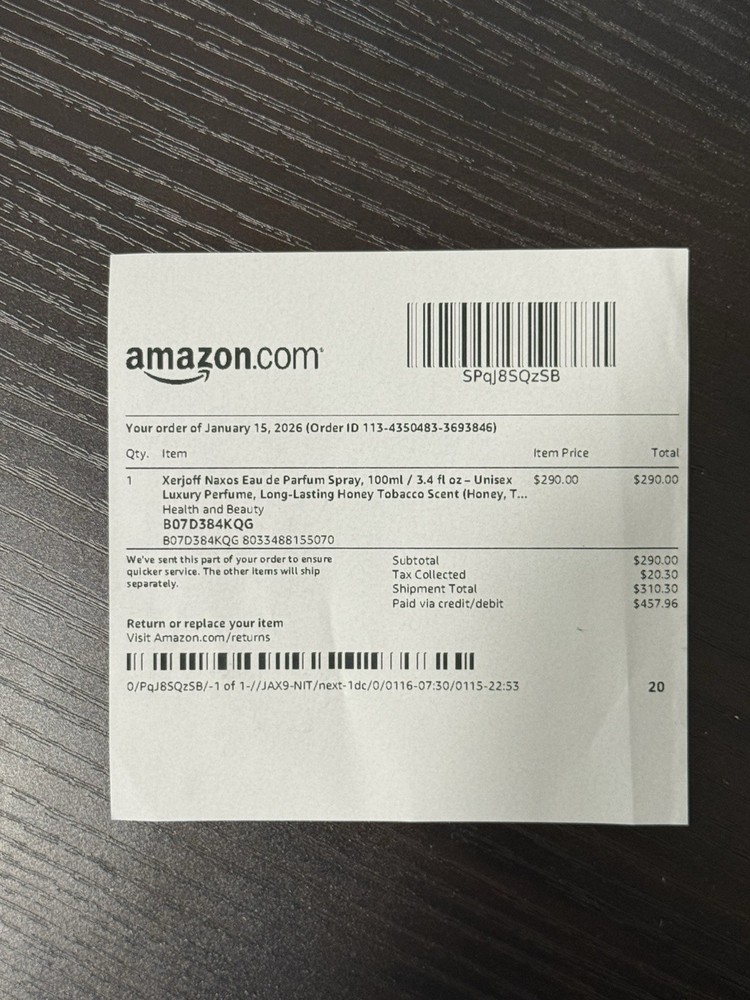 amazon.com
SPqJ8SQzSB
Your order of January 15, 2026 (Order ID 113-4350483-3693846)
Qty. Item Item Price Total
1 Xerjoff Naxos Eau de Parfum Spray, 100ml / 3.4 fl oz – Unisex $290.00 $290.00
Luxury Perfume, Long-Lasting Honey Tobacco Scent (Honey, T...
Health and Beauty
B07D384KQG
B07D384KQG 8033488155070
We've sent this part of your order to ensure
quicker service. The other items will ship
separately.
Subtotal $290.00
Tax Collected $20.30
Shipment Total $310.30
Paid via credit/debit $457.96
Return or replace your item
Visit Amazon.com/returns
0/PqJ8SQzSB/-1 of 1-//JAX9-NIT/next-1dc/0/0116-07:30/0115-22:53 20